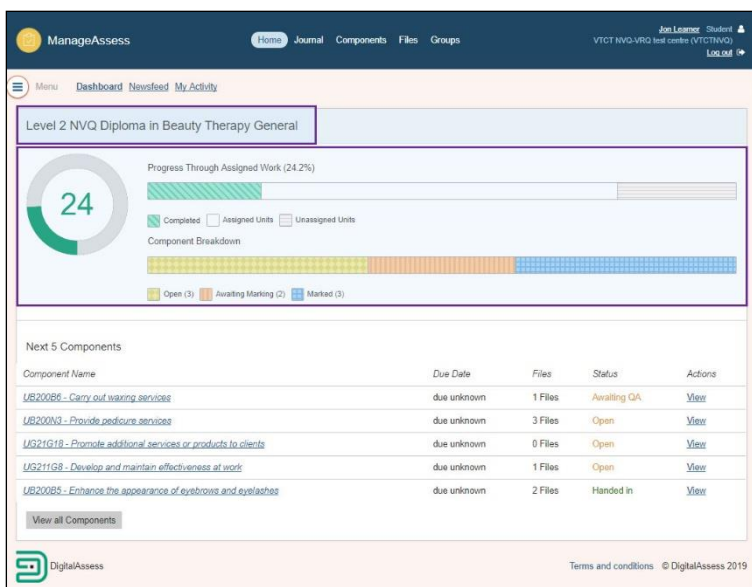 ManageAssess
Home Journal Components Files Groups
Jon Learner Student
VTCT NVQ-VRQ test centre (VTCTNVQ)
Log out
Menu Dashboard Newsfeed My Activity
Level 2 NVQ Diploma in Beauty Therapy General
24
Progress Through Assigned Work (24.2%)
Completed Assigned Units Unassigned Units
Component Breakdown
Open (3) Awaiting Marking (2) Marked (3)
Next 5 Components
Component Name Due Date Files Status Actions
UB200B6 - Carry out waxing services due unknown 1 Files Awaiting QA View
UB200N3 - Provide pedicure services due unknown 3 Files Open View
UG21G18 - Promote additional services or products to clients due unknown 0 Files Open View
UG211G8 - Develop and maintain effectiveness at work due unknown 1 Files Open View
UB200B5 - Enhance the appearance of eyebrows and eyelashes due unknown 2 Files Handed in View
View all Components
DigitalAssess Terms and conditions © DigitalAssess 2019